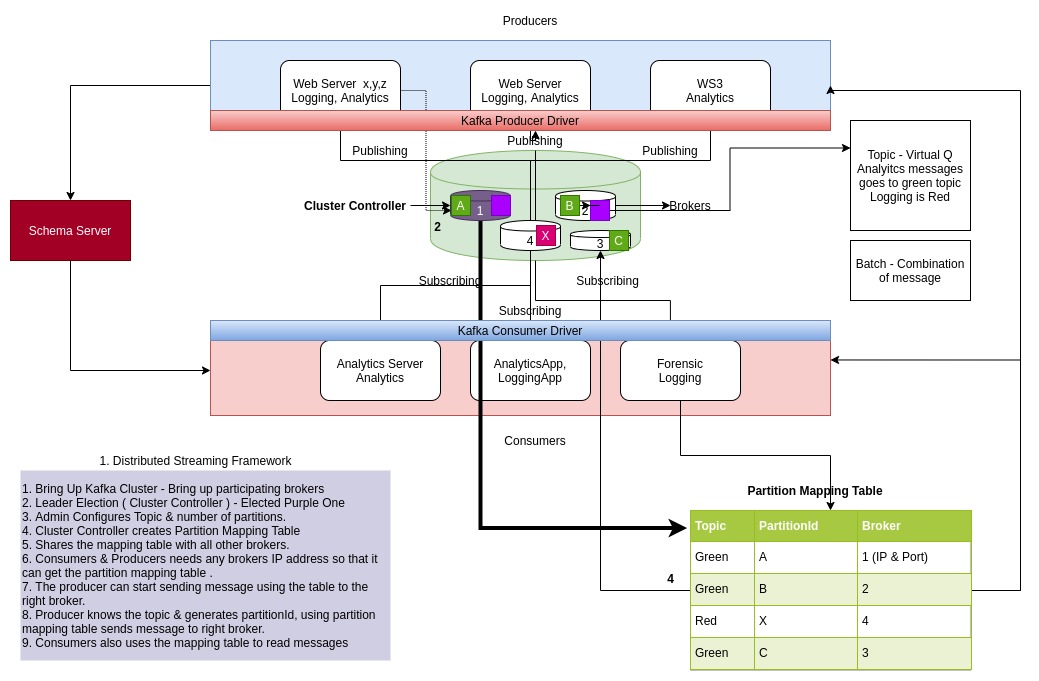 Producers
Web Server  x,y,z
Logging, Analytics
Web Server
Logging, Analytics
WS3
Analytics
Kafka Producer Driver
Publishing
Publishing
Publishing
Topic - Virtual Q
Analyitcs messages
goes to green topic
Logging is Red
Cluster Controller
A
1
B
2
Brokers
2
4
X
3
C
Schema Server
Batch - Combination
of message
Subscribing
Subscribing
Subscribing
Kafka Consumer Driver
Analytics Server
Analytics
AnalyticsApp,
LoggingApp
Forensic
Logging
Consumers
1. Distributed Streaming Framework
1. Bring Up Kafka Cluster - Bring up participating brokers
2. Leader Election ( Cluster Controller ) - Elected Purple One
3. Admin Configures Topic & number of partitions.
4. Cluster Controller creates Partition Mapping Table
5. Shares the mapping table with all other brokers.
6. Consumers & Producers needs any brokers IP address so that it
can get the partition mapping table .
7. The producer can start sending message using the table to the
right broker.
8. Producer knows the topic & generates partitionId, using partition
mapping table sends message to right broker.
9. Consumers also uses the mapping table to read messages
Partition Mapping Table
Topic PartitionId Broker
Green A 1 (IP & Port)
4
Green B 2
Red X 4
Green C 3